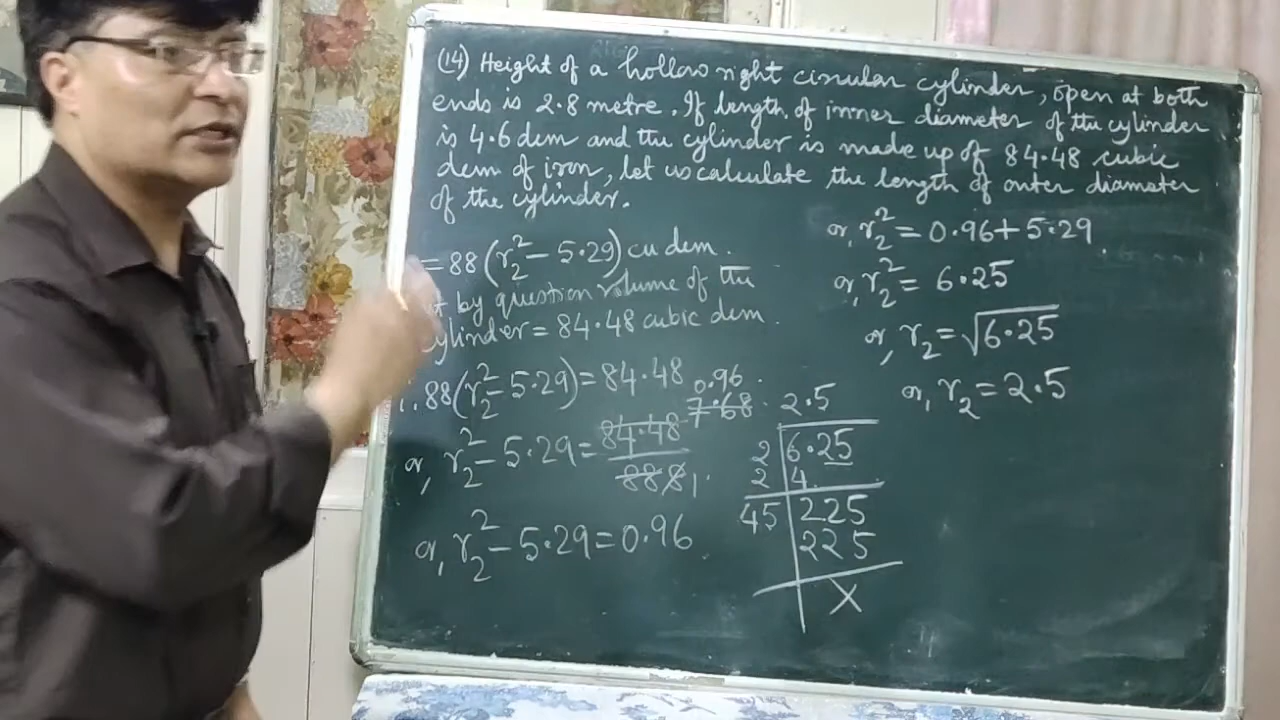 (14) Height of a hollow right circular cylinder, open at both
ends is 2.8 metre. If length of inner diameter of the cylinder
is 4.6 dcm and the cylinder is made up of 84.48 cubic
dcm of iron, let us calculate the length of outer diameter
of the cylinder.
= 88 (r₂² - 5.29) cu dcm.
by question volume of the
cylinder = 84.48 cubic dcm.
88(r₂² - 5.29) = 84.48
0.96
7.68
or, r₂² - 5.29 = 84.48 / 88 8 1
or, r₂² - 5.29 = 0.96
2.5
2 6.25
2 4
45 225
225
X
or, r₂² = 0.96 + 5.29
or, r₂² = 6.25
or, r₂ = √6.25
or, r₂ = 2.5